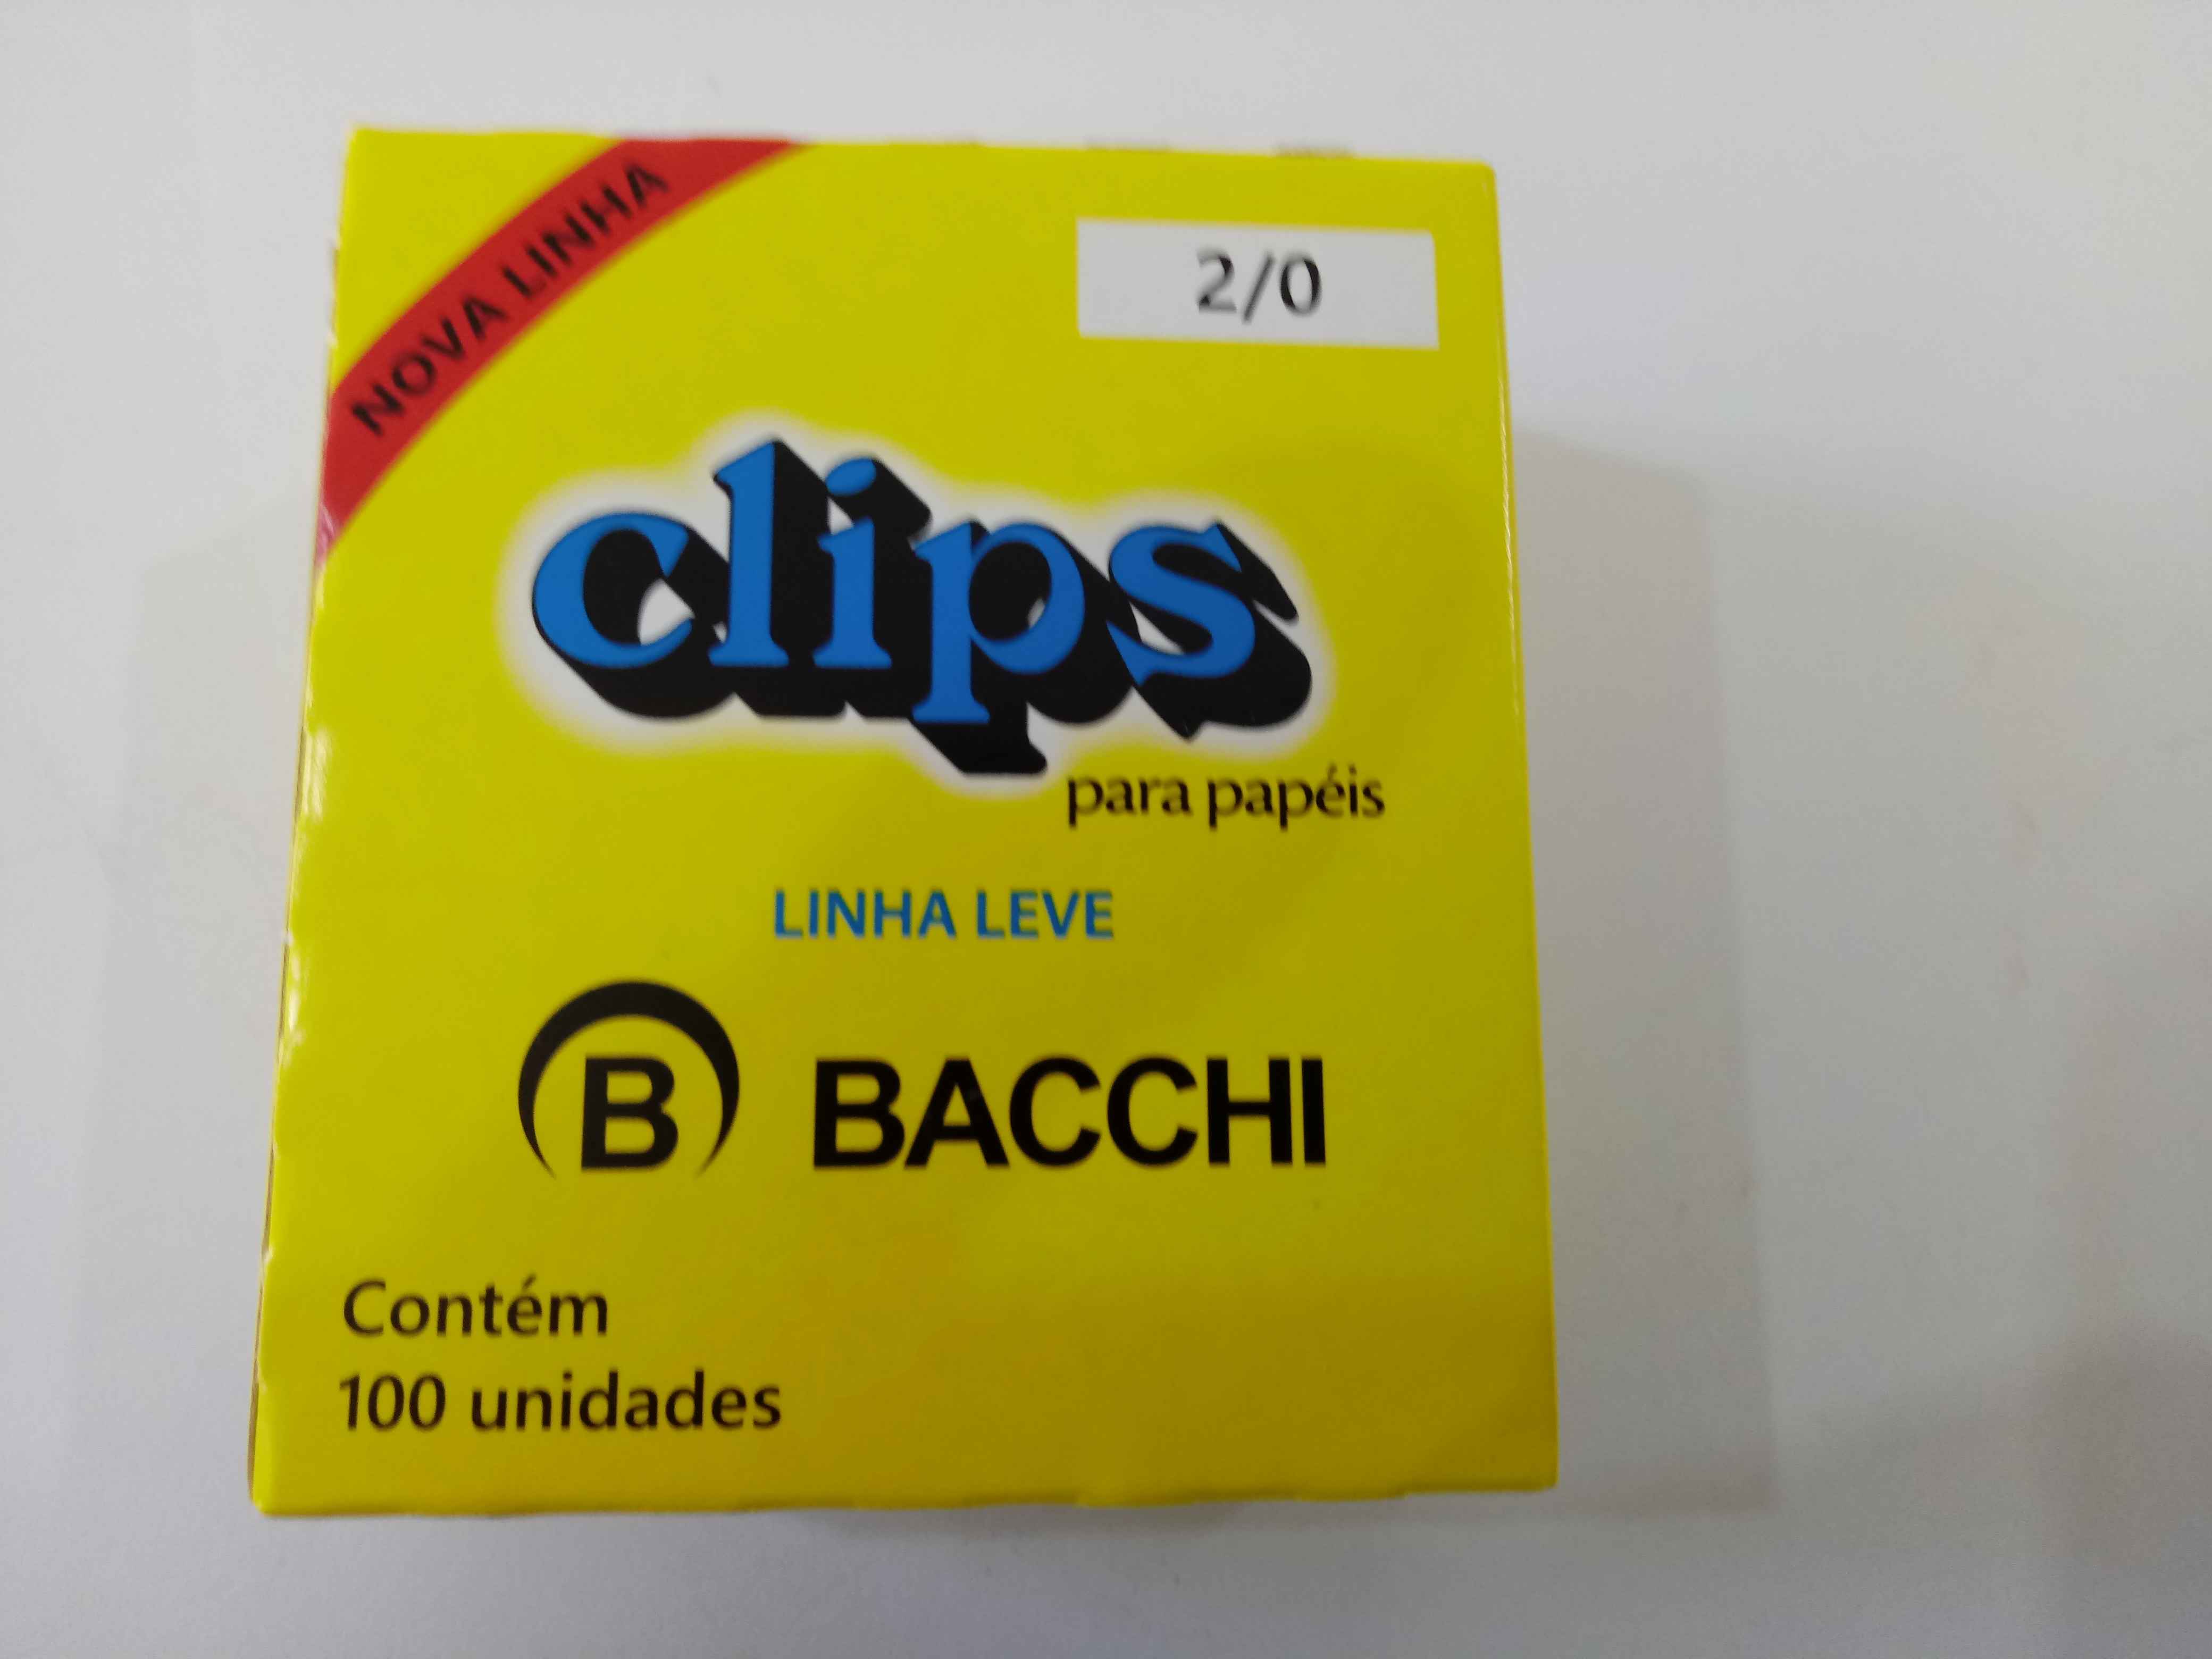 NOVA LINHA
2/0
clips
para papéis
LINHA LEVE
B BACCHI
Contém
100 unidades